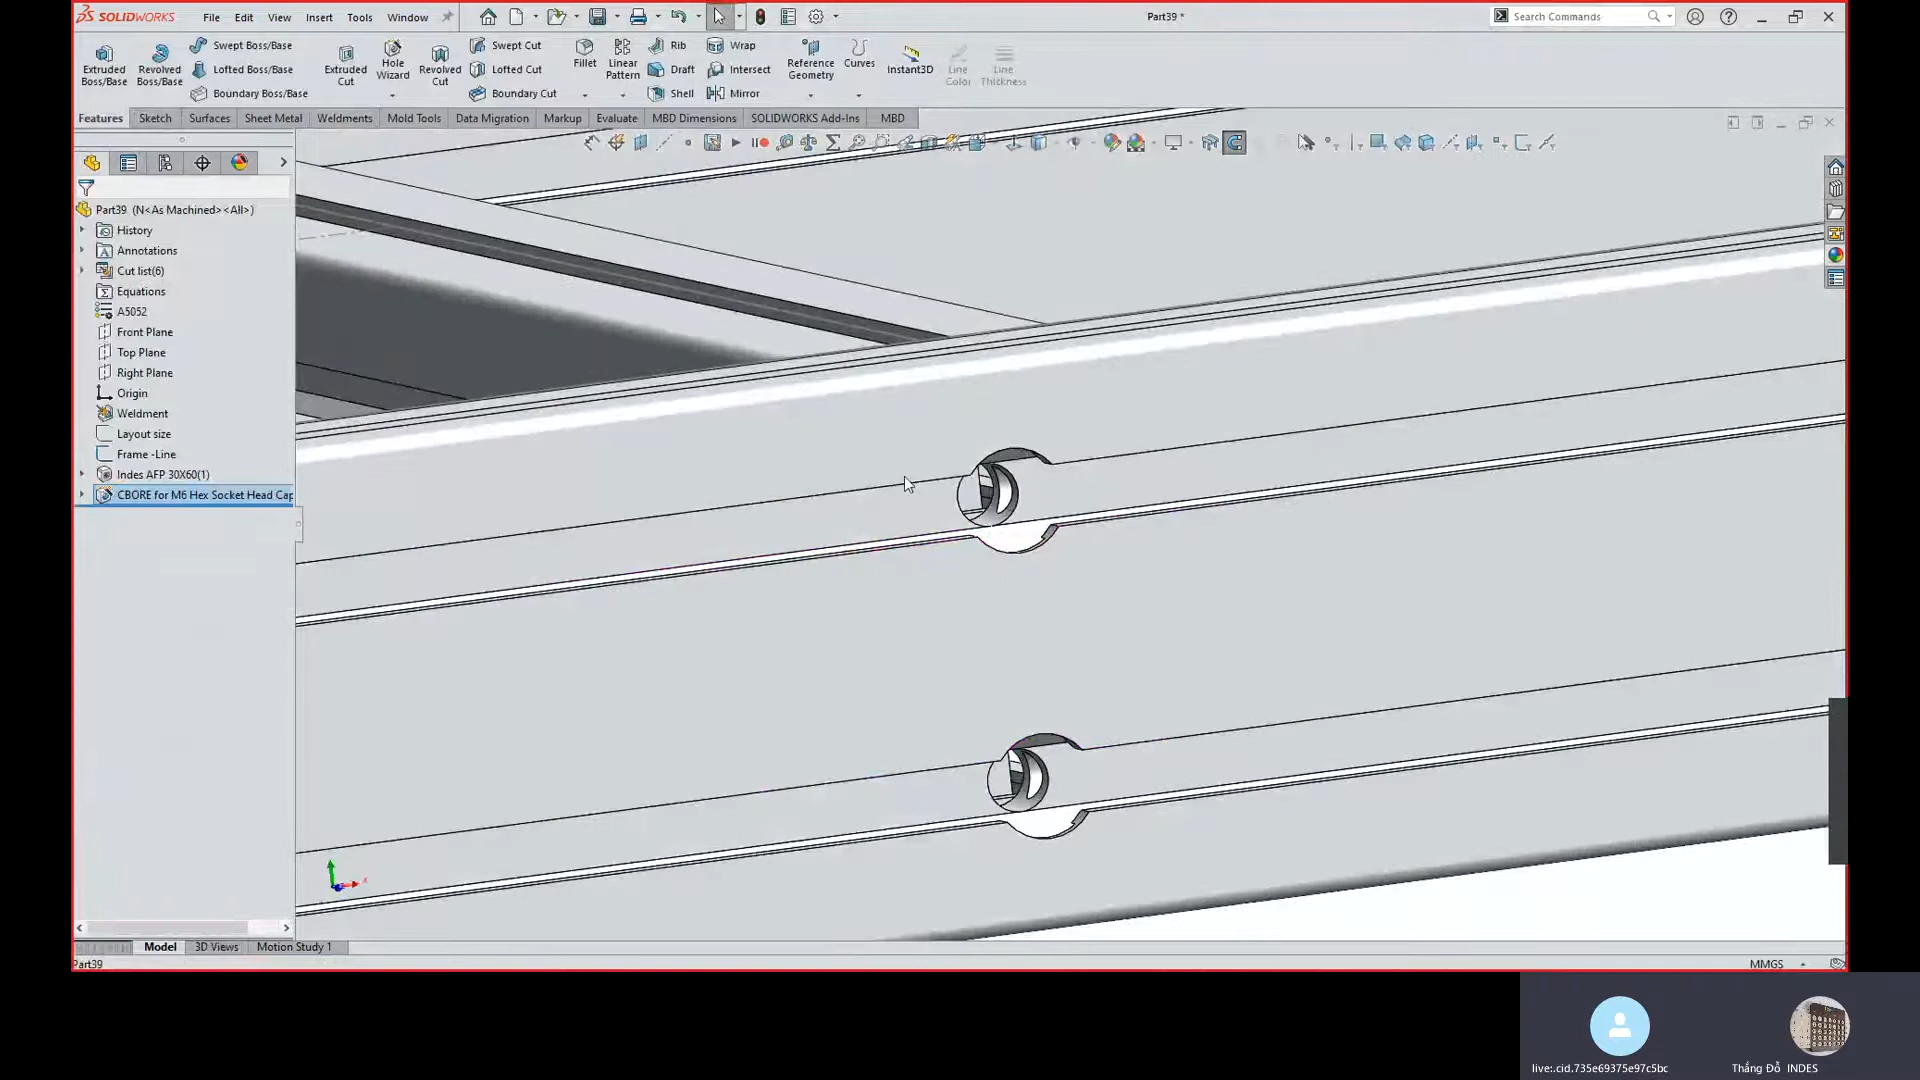 SOLIDWORKS File Edit View Insert Tools Window Part39 * Search Commands
Extruded Boss/Base
Revolved Boss/Base
Swept Boss/Base
Lofted Boss/Base
Boundary Boss/Base
Extruded Cut
Hole Wizard
Revolved Cut
Swept Cut
Lofted Cut
Boundary Cut
Fillet
Linear Pattern
Rib
Draft
Shell
Wrap
Intersect
Mirror
Reference Geometry
Curves
Instant3D
Line Color
Line Thickness
Features Sketch Surfaces Sheet Metal Weldments Mold Tools Data Migration Markup Evaluate MBD Dimensions SOLIDWORKS Add-Ins MBD
Part39 (N<As Machined><All>)
History
Annotations
Cut list(6)
Equations
A5052
Front Plane
Top Plane
Right Plane
Origin
Weldment
Layout size
Frame -Line
Indes AFP 30X60(1)
CBORE for M6 Hex Socket Head Cap
x
Model 3D Views Motion Study 1
Part39 MMGS
live:.cid.735e69375e97c5bc Thắng Đỗ INDES